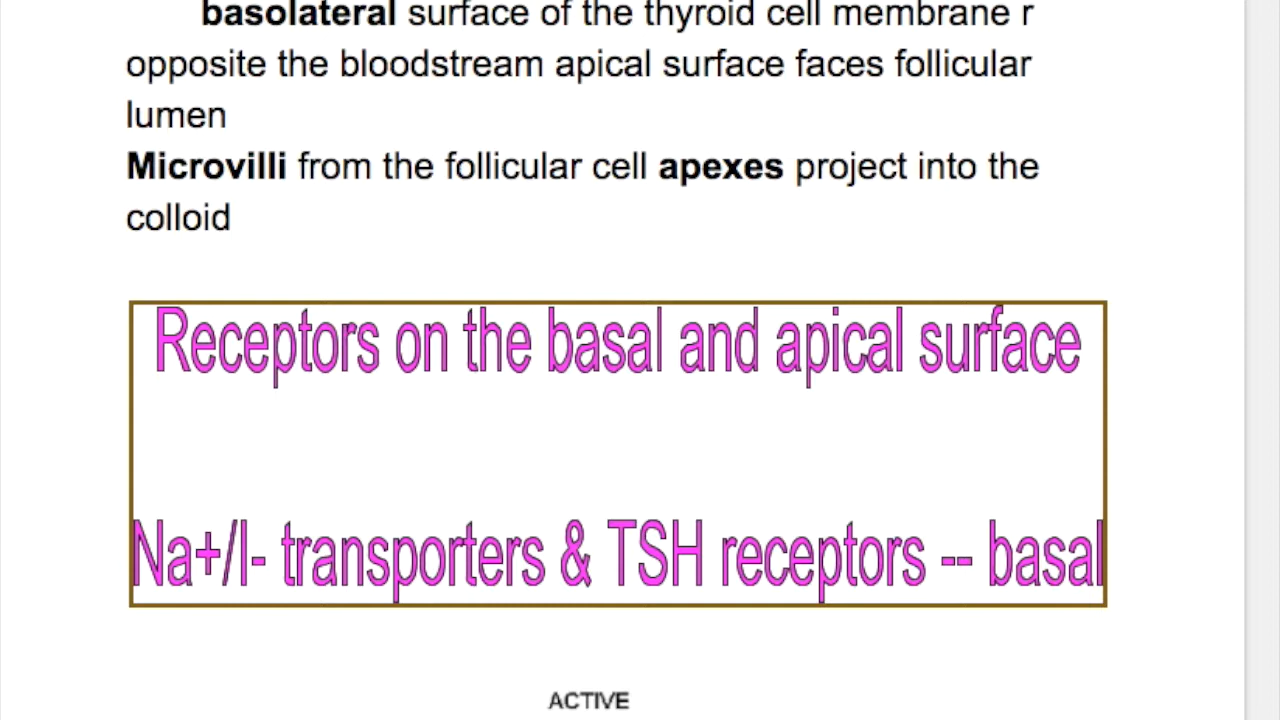 basolateral surface of the thyroid cell membrane r
opposite the bloodstream apical surface faces follicular
lumen
Microvilli from the follicular cell apexes project into the
colloid
Receptors on the basal and apical surface
Na+/I- transporters & TSH receptors -- basal
ACTIVE